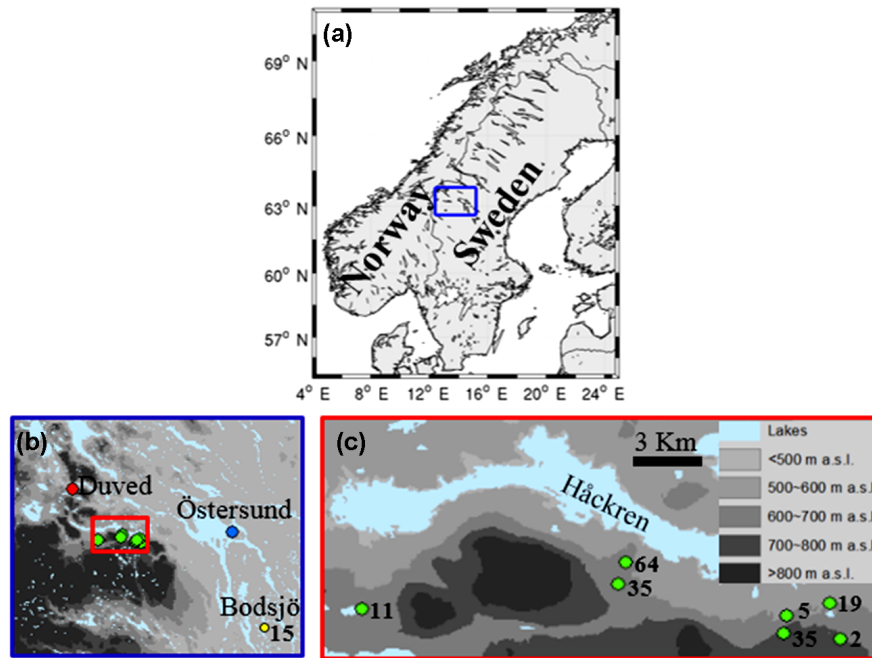 (a)
69° N
66° N
63° N
60° N
57° N
4° E 8° E 12° E 16° E 20° E 24° E
Norway
Sweden
(b)
Duved
Östersund
Bodsjö
15
(c)
3 Km
Håckren
Lakes
<500 m a.s.l.
500~600 m a.s.l.
600~700 m a.s.l.
700~800 m a.s.l.
>800 m a.s.l.
64
35
11
5
19
35
2